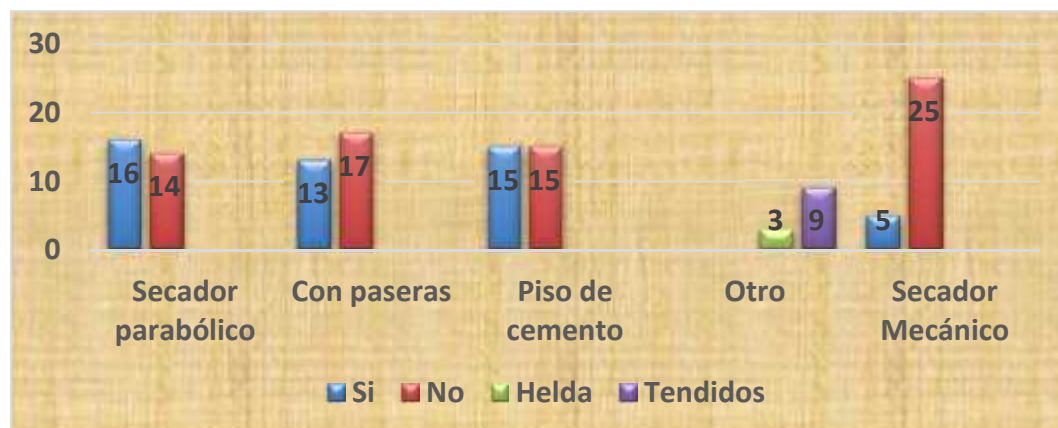 30
20
10
0
16
14
13
17
15
15
3
9
5
25
Secador
parabólico
Con paseras
Piso de
cemento
Otro
Secador
Mecánico
Si
No
Helda
Tendidos